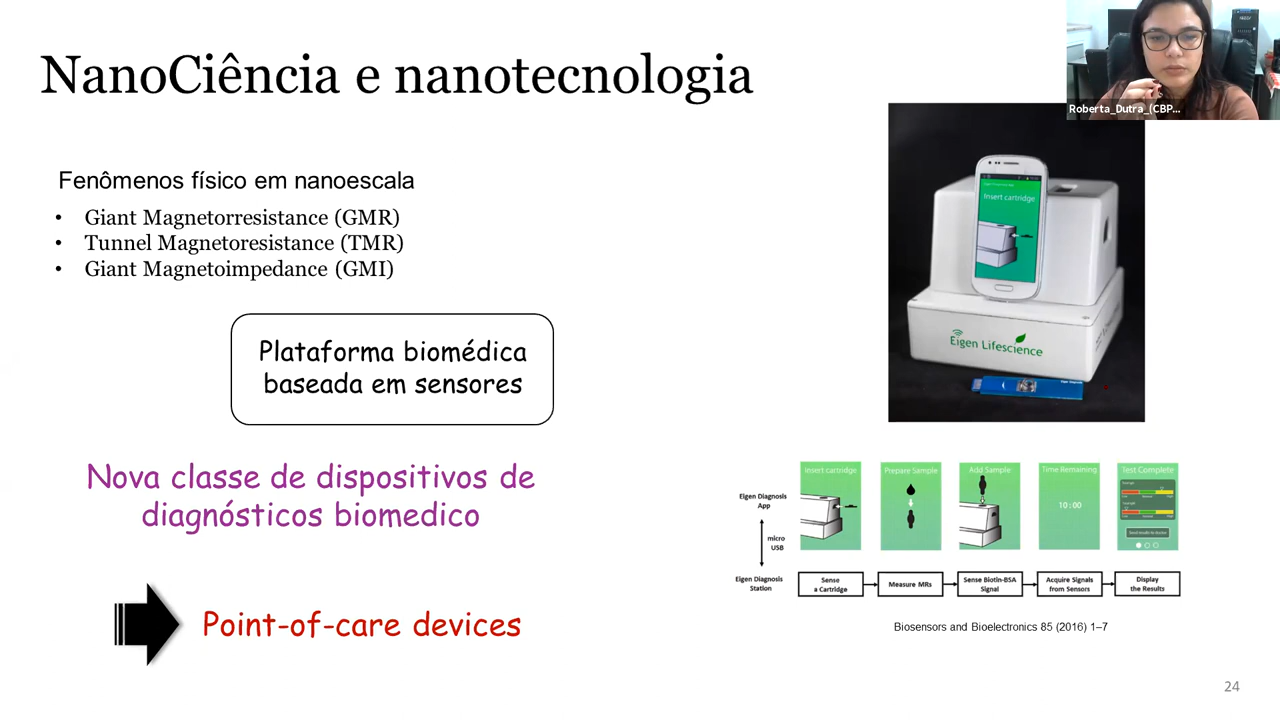 NanoCiência e nanotecnologia
Roberta_Dutra_(CBP...
Fenômenos físico em nanoescala
• Giant Magnetorresistance (GMR)
• Tunnel Magnetoresistance (TMR)
• Giant Magnetoimpedance (GMI)
Insert cartridge
Eigen Lifescience
Plataforma biomédica
baseada em sensores
Nova classe de dispositivos de
diagnósticos biomedico
Point-of-care devices
Insert cartridge
Prepare Sample
Add Sample
Time Remaining
Test Complete
10:00
Eigen Diagnosis
App
micro
USB
Eigen Diagnosis
Station
Sense
a Cartridge
Measure MRs
Sense Biotin-BSA
Signal
Acquire Signals
from Sensors
Display
the Results
Biosensors and Bioelectronics 85 (2016) 1–7
24